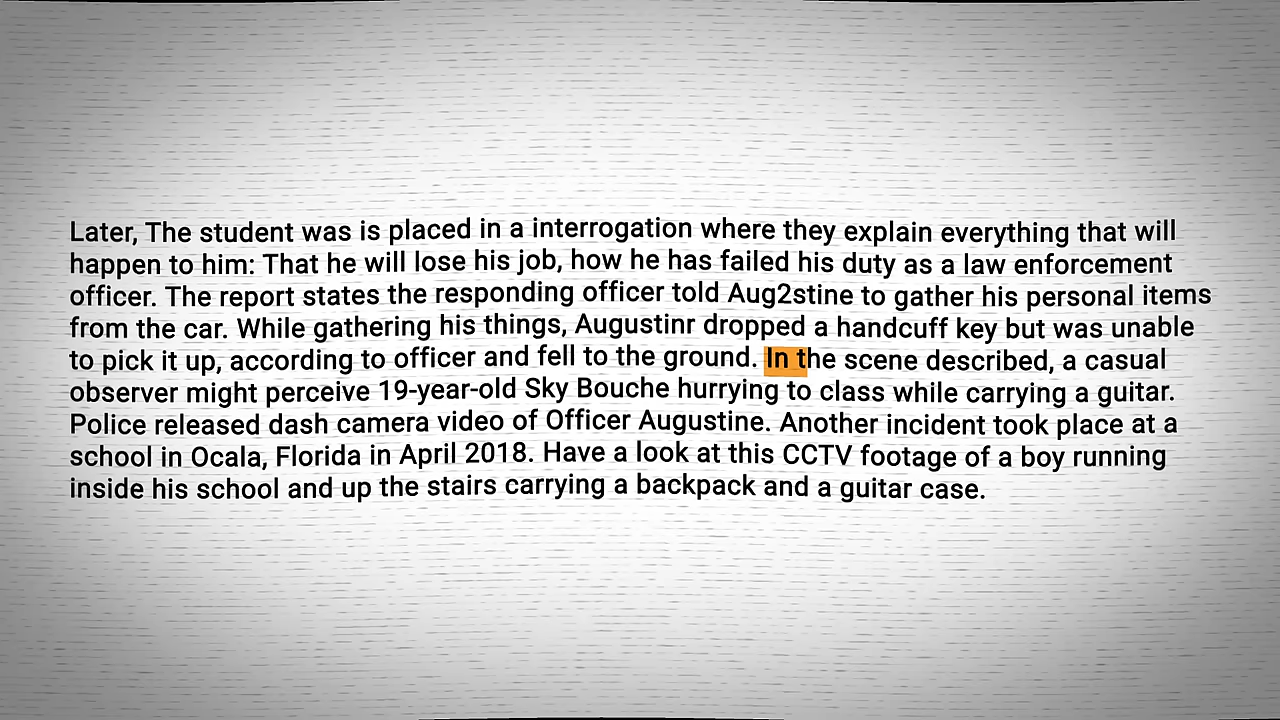 Later, The student was is placed in a interrogation where they explain everything that will
happen to him: That he will lose his job, how he has failed his duty as a law enforcement
officer. The report states the responding officer told Aug2stine to gather his personal items
from the car. While gathering his things, Augustinr dropped a handcuff key but was unable
to pick it up, according to officer and fell to the ground. In the scene described, a casual
observer might perceive 19-year-old Sky Bouche hurrying to class while carrying a guitar.
Police released dash camera video of Officer Augustine. Another incident took place at a
school in Ocala, Florida in April 2018. Have a look at this CCTV footage of a boy running
inside his school and up the stairs carrying a backpack and a guitar case.